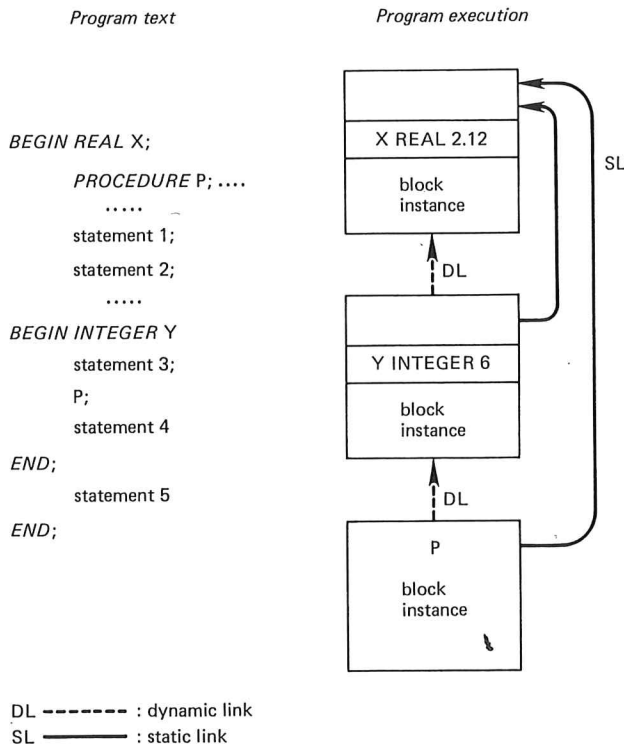 Program text
Program execution
BEGIN REAL X;
PROCEDURE P; ....
.....
statement 1;
statement 2;
.....
BEGIN INTEGER Y
statement 3;
P;
statement 4
END;
statement 5
END;
X REAL 2.12
block
instance
SL
DL
Y INTEGER 6
block
instance
DL
P
block
instance
DL : dynamic link
SL : static link